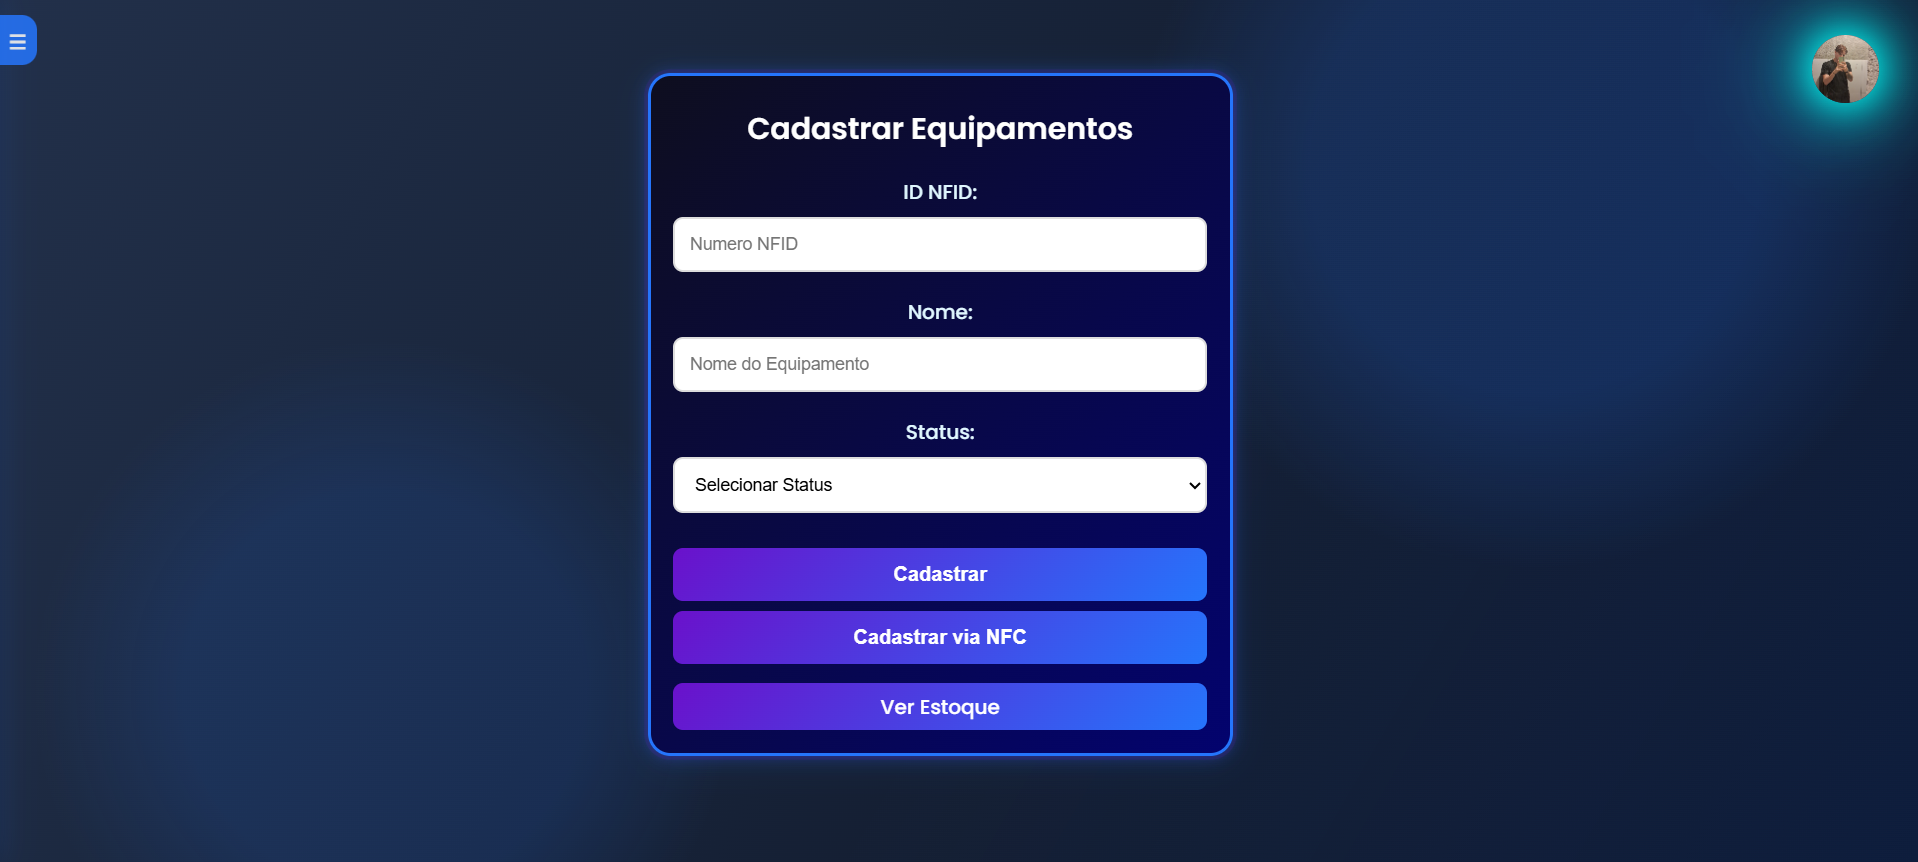 Cadastrar Equipamentos
ID NFID:
Numero NFID
Nome:
Nome do Equipamento
Status:
Selecionar Status
Cadastrar
Cadastrar via NFC
Ver Estoque